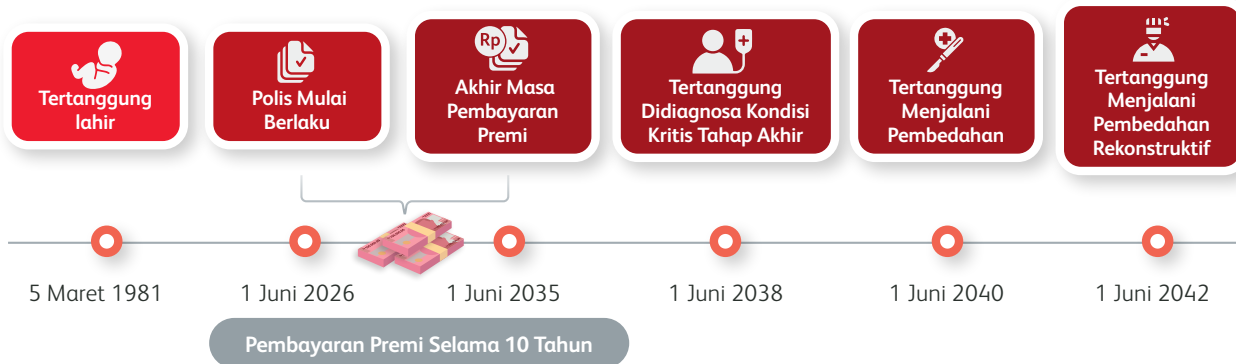 Tertanggung
lahir
Polis Mulai
Berlaku
Rp
Akhir Masa
Pembayaran
Premi
Tertanggung
Didiagnosa Kondisi
Kritis Tahap Akhir
Tertanggung
Menjalani
Pembedahan
Tertanggung
Menjalani
Pembedahan
Rekonstruktif
5 Maret 1981
1 Juni 2026
1 Juni 2035
1 Juni 2038
1 Juni 2040
1 Juni 2042
Pembayaran Premi Selama 10 Tahun